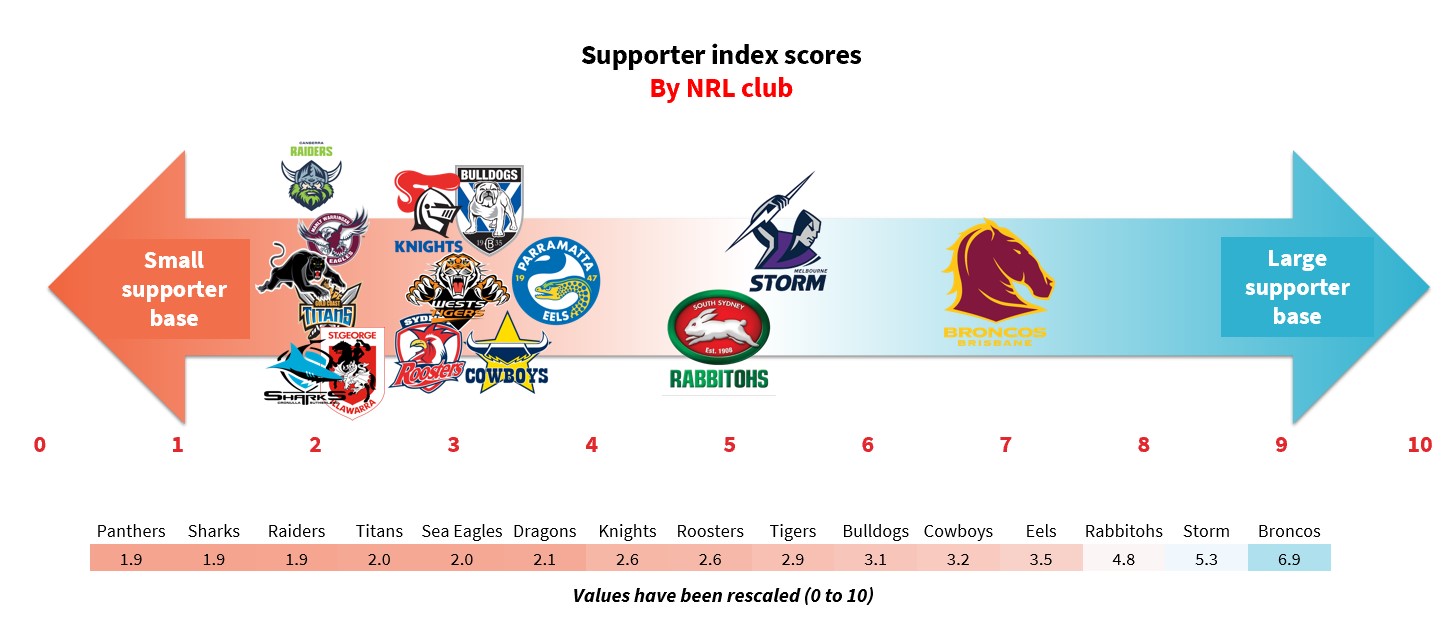 Supporter index scores
By NRL club
CANBERRA
RAIDERS
MANLY WARRINGAH
EAGLES
GOLD COAST
TITANS
SHARKS
ST.GEORGE
ILLAWARRA
KNIGHTS
BULLDOGS
19 B 35
WESTS
TIGERS
Roosters
COWBOYS
PARRAMATTA
19 47
EELS
MELBOURNE
STORM
SOUTH SYDNEY
Est. 1908
RABBITOHS
BRONCOS
BRISBANE
Small
supporter
base
Large
supporter
base
0 1 2 3 4 5 6 7 8 9 10
Panthers Sharks Raiders Titans Sea Eagles Dragons Knights Roosters Tigers Bulldogs Cowboys Eels Rabbitohs Storm Broncos
1.9 1.9 1.9 2.0 2.0 2.1 2.6 2.6 2.9 3.1 3.2 3.5 4.8 5.3 6.9
Values have been rescaled (0 to 10)